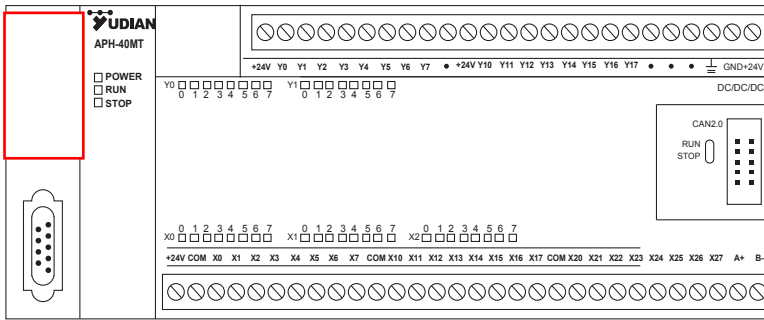 YUDIAN
APH-40MT
POWER
RUN
STOP
+24V Y0 Y1 Y2 Y3 Y4 Y5 Y6 Y7 • +24V Y10 Y11 Y12 Y13 Y14 Y15 Y16 Y17 • • • GND+24V
DC/DC/DC
Y0
0 1 2 3 4 5 6 7
Y1
0 1 2 3 4 5 6 7
CAN2.0
RUN
STOP
0 1 2 3 4 5 6 7
X0
0 1 2 3 4 5 6 7
X1
0 1 2 3 4 5 6 7
X2
+24V COM X0 X1 X2 X3 X4 X5 X6 X7 COM X10 X11 X12 X13 X14 X15 X16 X17 COM X20 X21 X22 X23 X24 X25 X26 X27 A+ B-